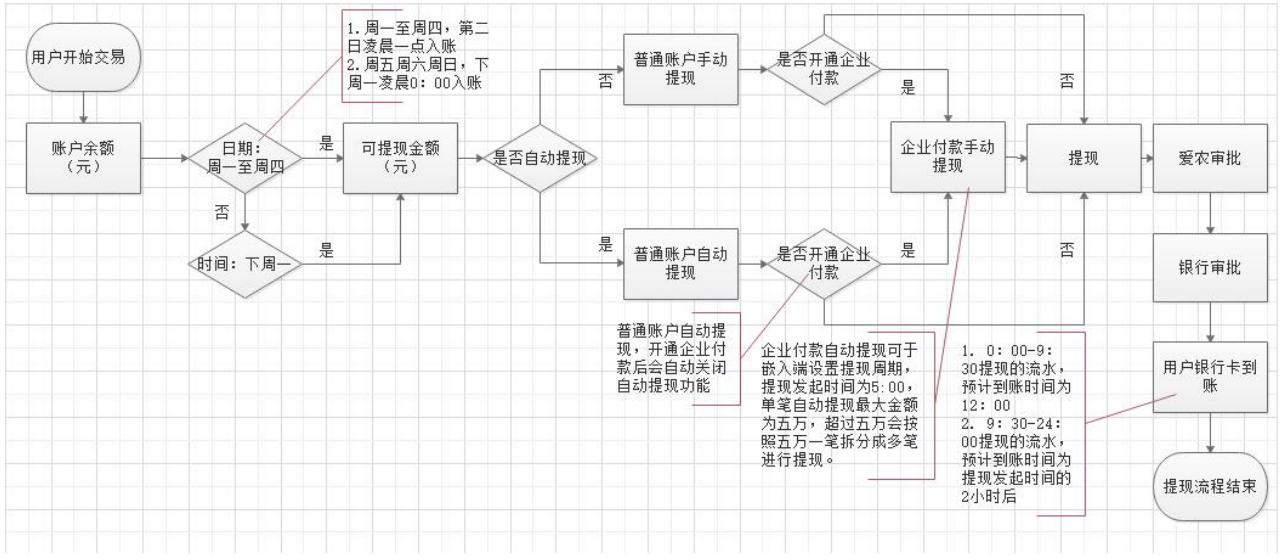 用户开始交易
账户余额
（元）
1. 周一至周四，第二
日凌晨一点入账
2. 周五周六周日，下
周一凌晨0：00入账
日期：
周一至周四
是
否
时间：下周一
是
可提现金额
（元）
是否自动提现
否
普通账户手动
提现
是否开通企业
付款
是
否
是
普通账户自动
提现
是否开通企业
付款
是
否
企业付款手动
提现
提现
爱农审批
银行审批
用户银行卡到
账
提现流程结束
普通账户自动提
现，开通企业付
款后会自动关闭
自动提现功能
企业付款自动提现可于
嵌入端设置提现周期，
提现发起时间为5:00，
单笔自动提现最大金额
为五万，超过五万会按
照五万一笔拆分成多笔
进行提现。
1. 0：00-9：
30提现的流水，
预计到账时间为
12：00
2. 9：30-24：
00提现的流水，
预计到账时间为
提现发起时间的
2小时后